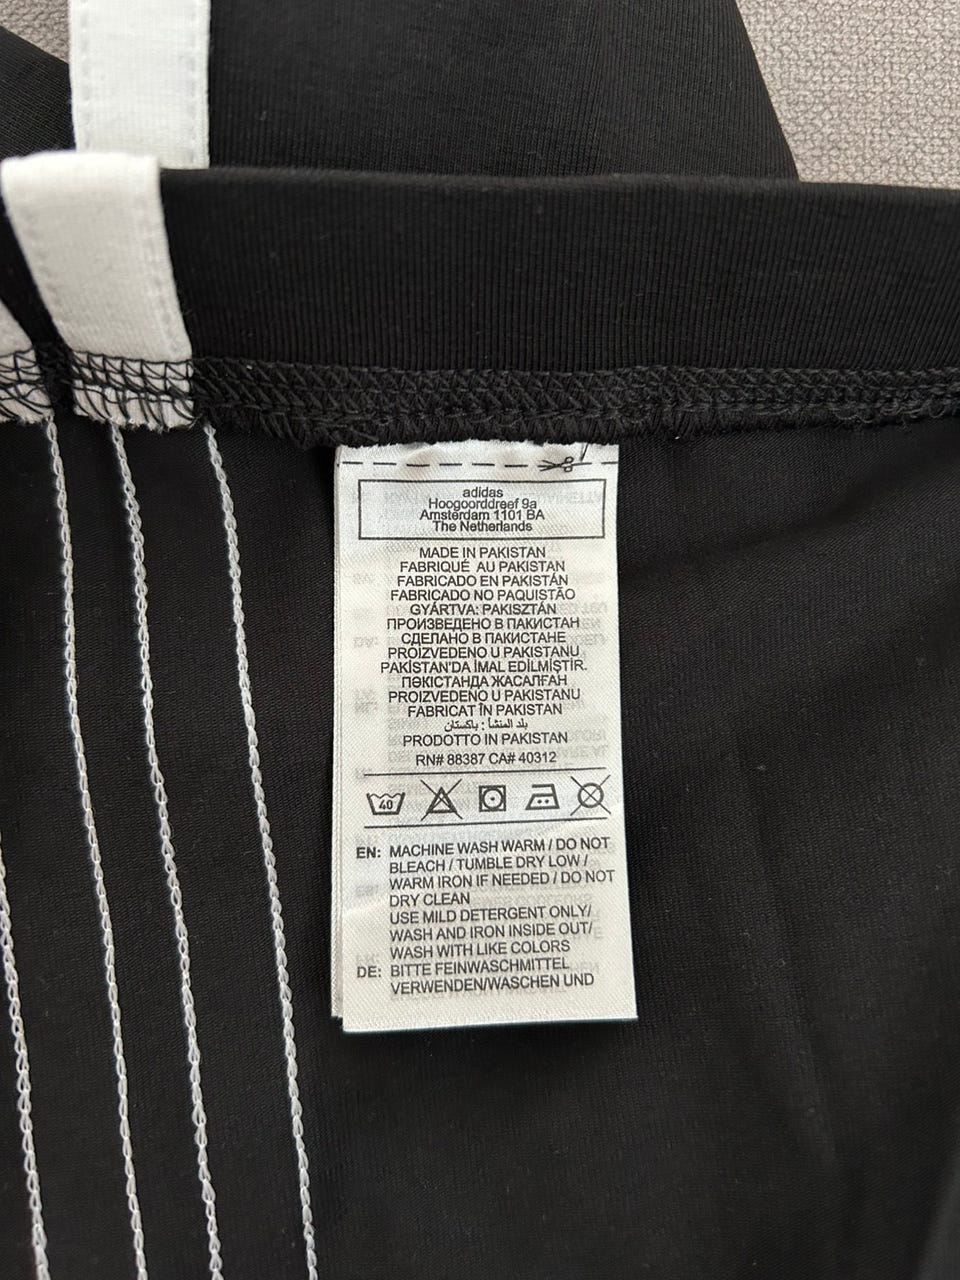 adidas
Hoogoorddreef 9a
Amsterdam 1101 BA
The Netherlands
MADE IN PAKISTAN
FABRIQUÉ AU PAKISTAN
FABRICADO EN PAKISTÁN
FABRICADO NO PAQUISTÃO
GYÁRTVA: PAKISZTÁN
ПРОИЗВЕДЕНО В ПАКИСТАН
СДЕЛАНО В ПАКИСТАНЕ
PROIZVEDENO U PAKISTANU
PAKİSTAN'DA İMAL EDİLMİŞTİR.
ПӘКІСТАНДА ЖАСАЛҒАН
PROIZVEDENO U PAKISTANU
FABRICAT ÎN PAKISTAN
بلد المنشأ : باكستان
PRODOTTO IN PAKISTAN
RN# 88387 CA# 40312
40
EN: MACHINE WASH WARM / DO NOT
BLEACH / TUMBLE DRY LOW /
WARM IRON IF NEEDED / DO NOT
DRY CLEAN
USE MILD DETERGENT ONLY/
WASH AND IRON INSIDE OUT/
WASH WITH LIKE COLORS
DE: BITTE FEINWASCHMITTEL
VERWENDEN/WASCHEN UND